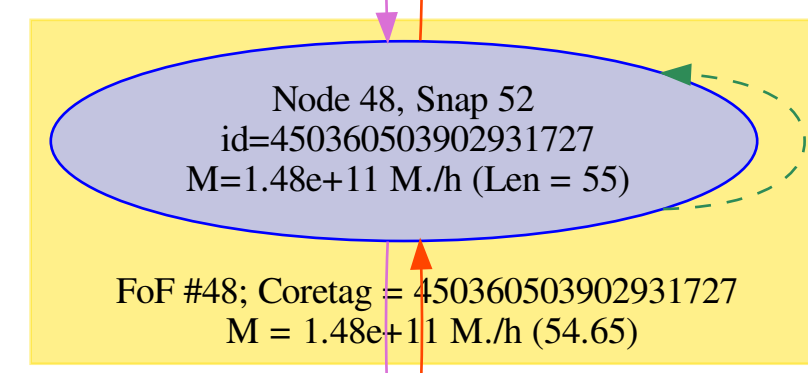 Node 48, Snap 52
id=450360503902931727
M=1.48e+11 M./h (Len = 55)
FoF #48; Coretag = 450360503902931727
M = 1.48e+11 M./h (54.65)